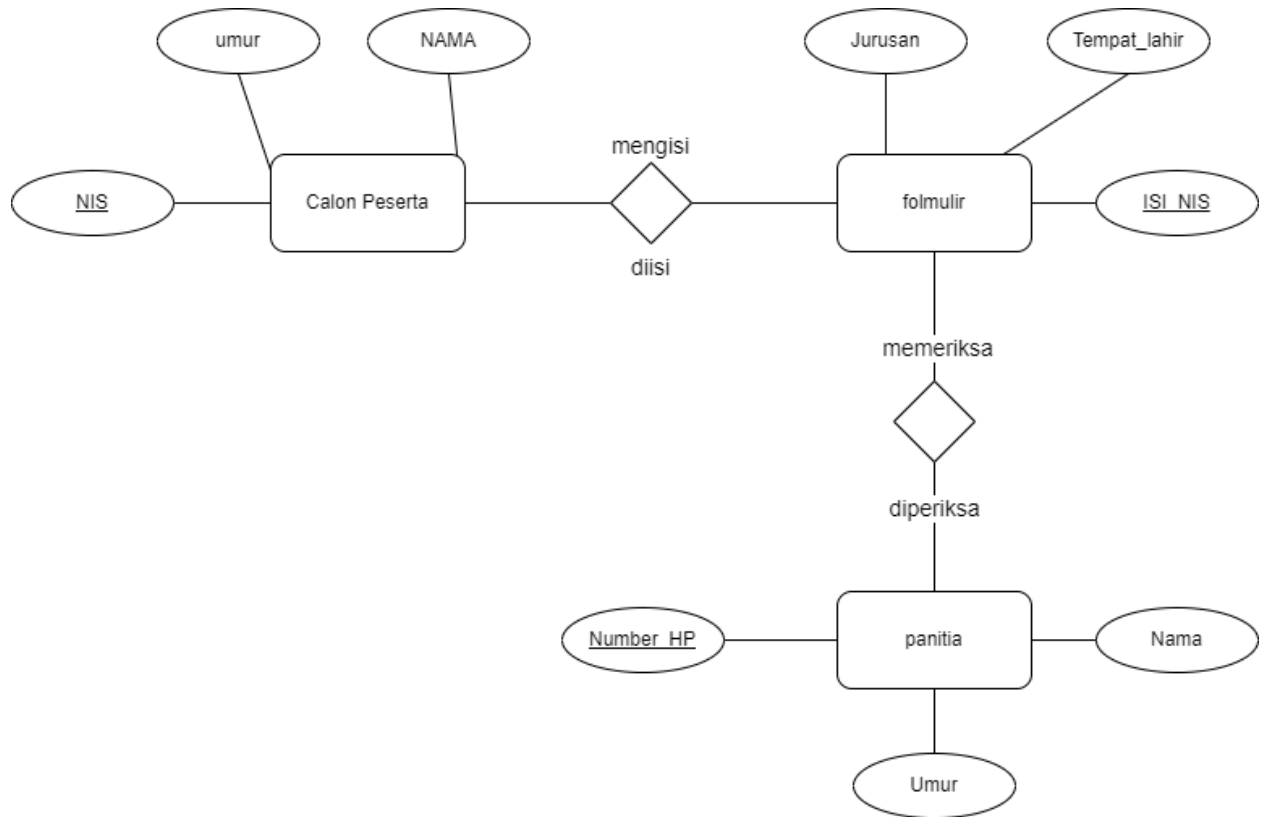 umur
NAMA
Jurusan
Tempat_lahir
mengisi
NIS
Calon Peserta
folmulir
ISI_NIS
diisi
memeriksa
diperiksa
Number_HP
panitia
Nama
Umur